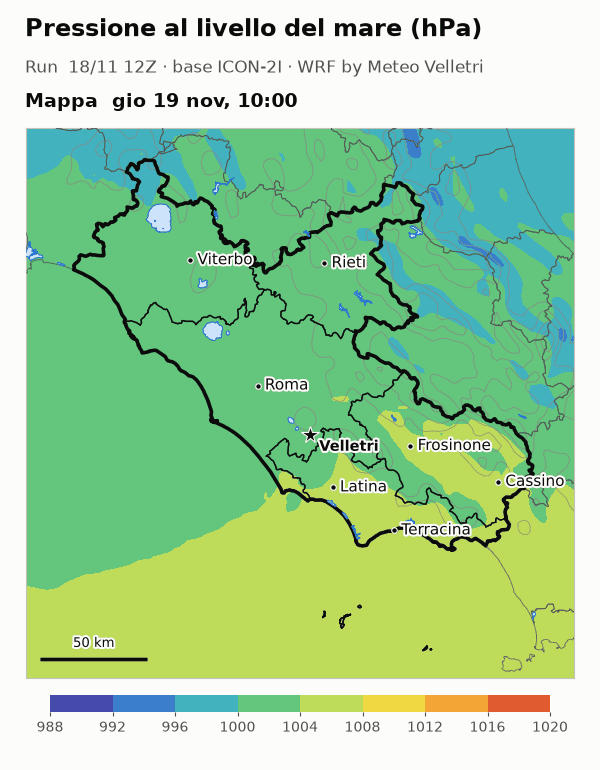 Pressione al livello del mare (hPa)
Run  18/11 12Z · base ICON-2I · WRF by Meteo Velletri
Mappa  gio 19 nov, 10:00
Viterbo
Rieti
Roma
Velletri
Frosinone
Cassino
Latina
Terracina
50 km
988 992 996 1000 1004 1008 1012 1016 1020